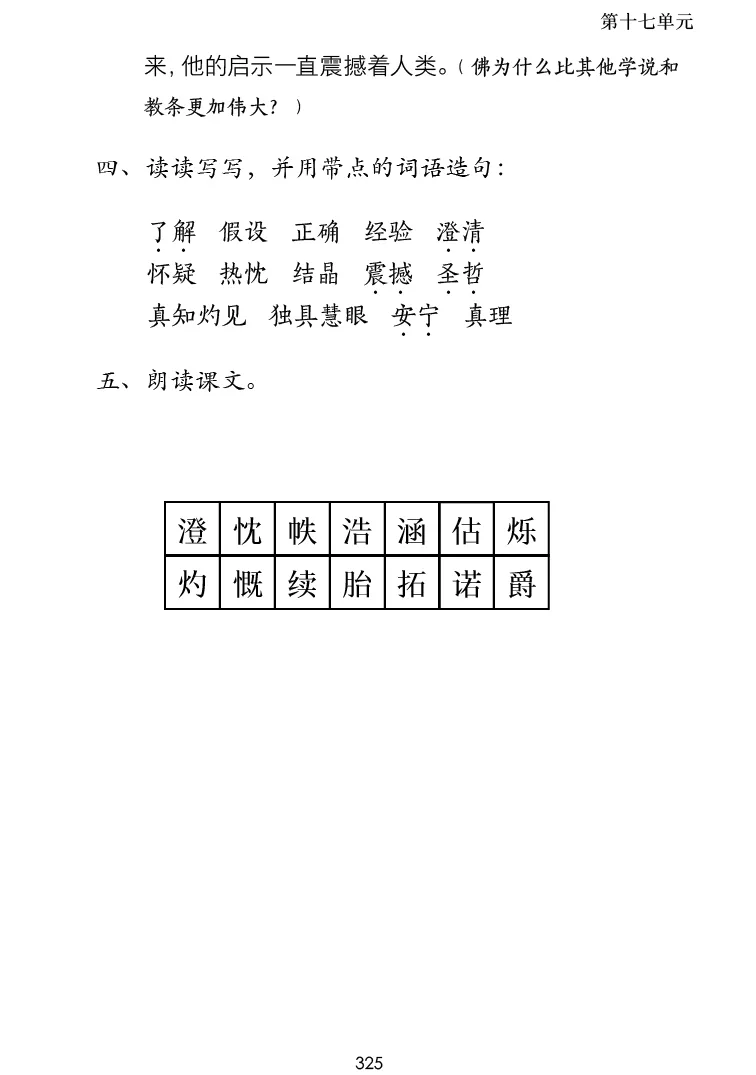 第十七单元
来，他的启示一直震撼着人类。（佛为什么比其他学说和
教条更加伟大？）
四、读读写写，并用带点的词语造句：
了解 假设 正确 经验 澄清
怀疑 热忱 结晶 震撼 圣哲
真知灼见 独具慧眼 安宁 真理
五、朗读课文。
澄 忱 帙 浩 涵 估 烁
灼 慨 续 胎 拓 诺 爵
325